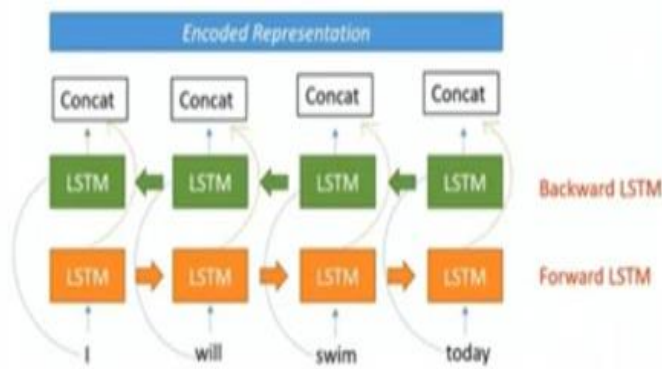 Encoded Representation
Concat Concat Concat Concat
LSTM LSTM LSTM LSTM Backward LSTM
LSTM LSTM LSTM LSTM Forward LSTM
I will swim today